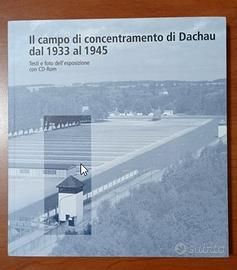 Il campo di concentramento di Dachau
dal 1933 al 1945
Testi e foto dell'esposizione
con CD-Rom
subito